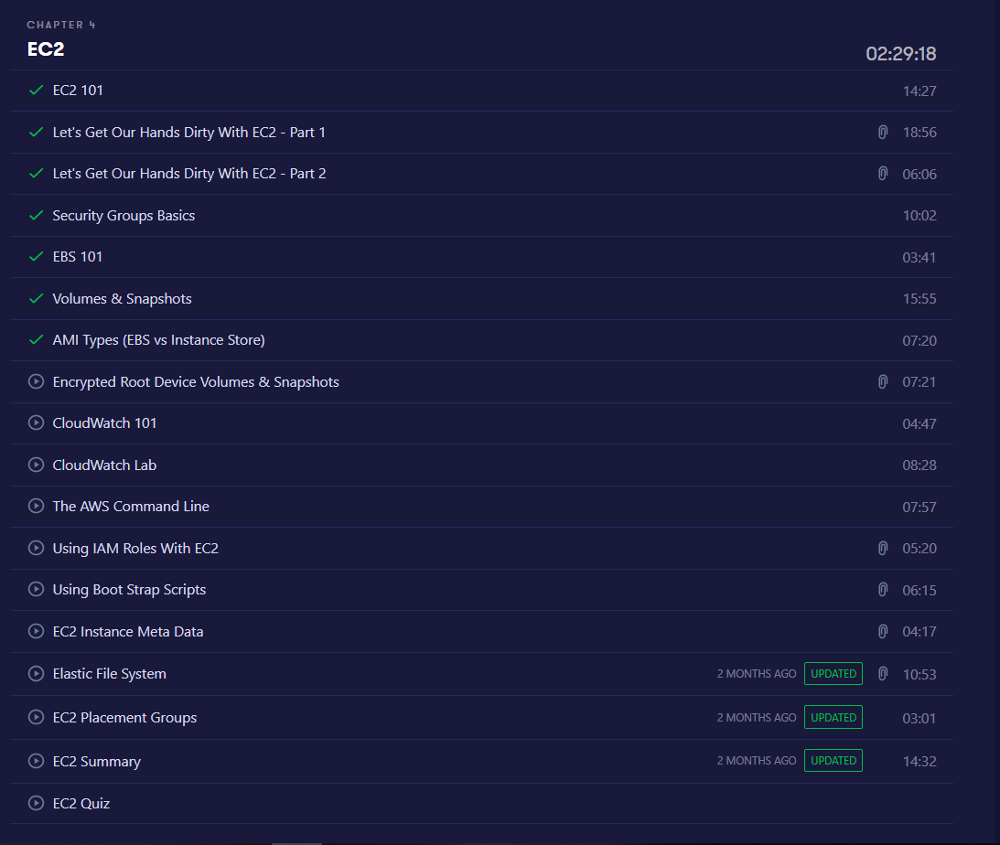 CHAPTER 4
EC2 02:29:18
EC2 101 14:27
Let's Get Our Hands Dirty With EC2 - Part 1 18:56
Let's Get Our Hands Dirty With EC2 - Part 2 06:06
Security Groups Basics 10:02
EBS 101 03:41
Volumes & Snapshots 15:55
AMI Types (EBS vs Instance Store) 07:20
Encrypted Root Device Volumes & Snapshots 07:21
CloudWatch 101 04:47
CloudWatch Lab 08:28
The AWS Command Line 07:57
Using IAM Roles With EC2 05:20
Using Boot Strap Scripts 06:15
EC2 Instance Meta Data 04:17
Elastic File System 2 MONTHS AGO UPDATED 10:53
EC2 Placement Groups 2 MONTHS AGO UPDATED 03:01
EC2 Summary 2 MONTHS AGO UPDATED 14:32
EC2 Quiz